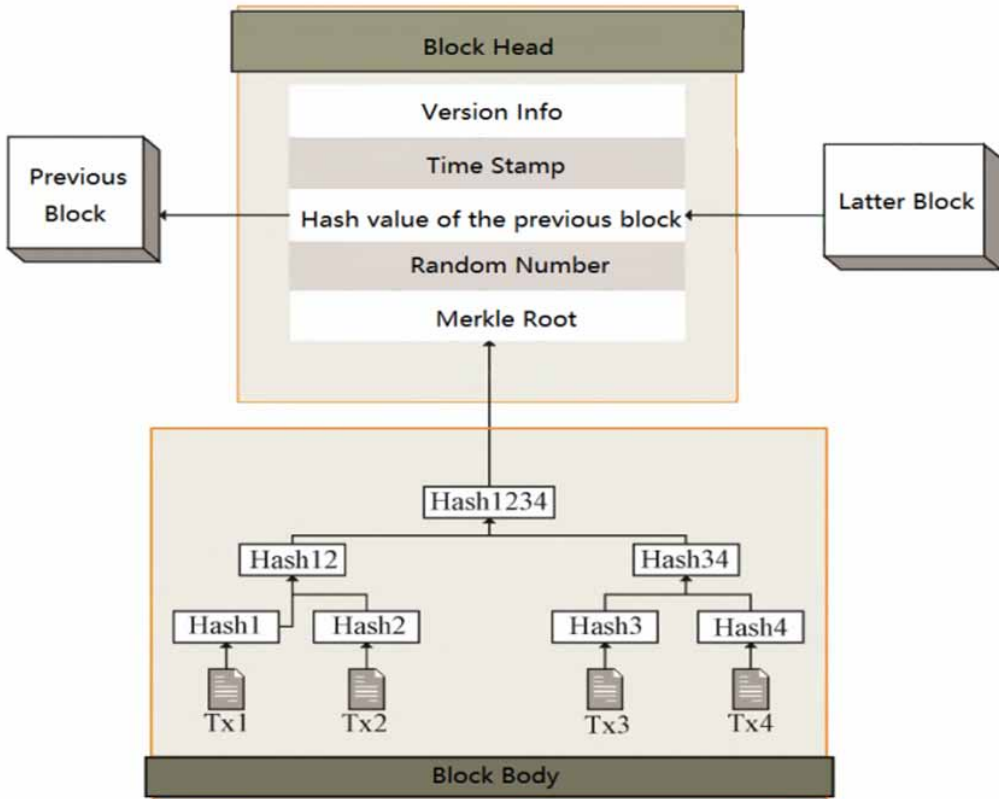 Block Head
Version Info
Time Stamp
Previous
Block
Hash value of the previous block
Latter Block
Random Number
Merkle Root
Hash1234
Hash12
Hash34
Hash1
Hash2
Hash3
Hash4
Tx1
Tx2
Tx3
Tx4
Block Body